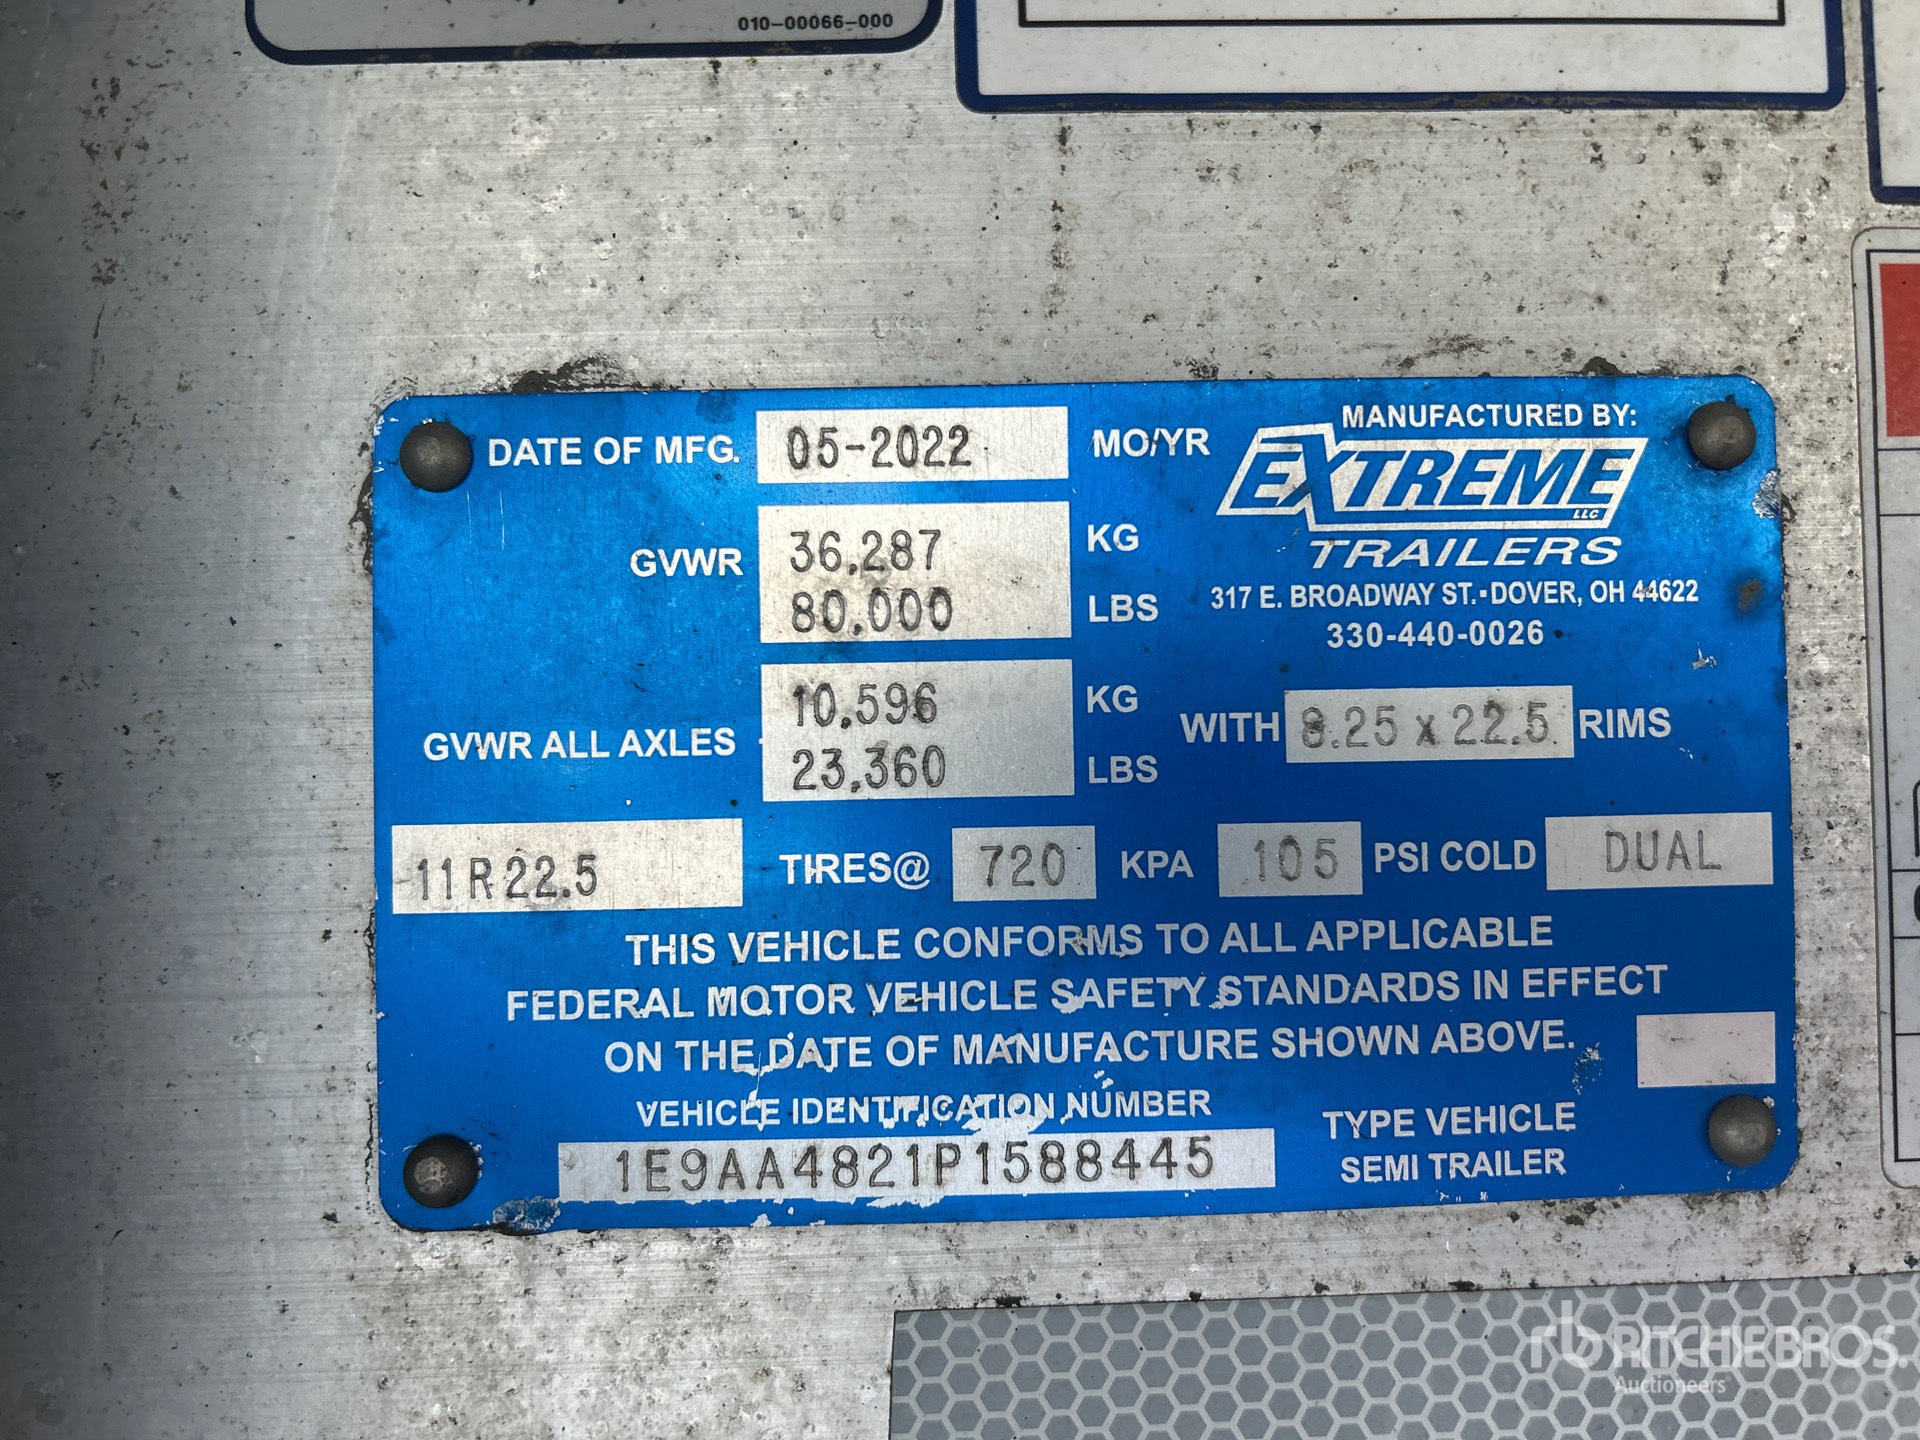 010-00066-000
DATE OF MFG. 05-2022 MO/YR
MANUFACTURED BY:
EXTREME LLC
TRAILERS
317 E. BROADWAY ST.·DOVER, OH 44622
330-440-0026
GVWR 36,287 KG
80,000 LBS
GVWR ALL AXLES 10,596 KG
23,360 LBS
WITH 8.25 x 22.5 RIMS
11R22.5 TIRES@ 720 KPA 105 PSI COLD DUAL
THIS VEHICLE CONFORMS TO ALL APPLICABLE
FEDERAL MOTOR VEHICLE SAFETY STANDARDS IN EFFECT
ON THE DATE OF MANUFACTURE SHOWN ABOVE.
VEHICLE IDENTIFICATION NUMBER
1E9AA4821P1588445
TYPE VEHICLE
SEMI TRAILER
rb RITCHIE BROS.
Auctioneers